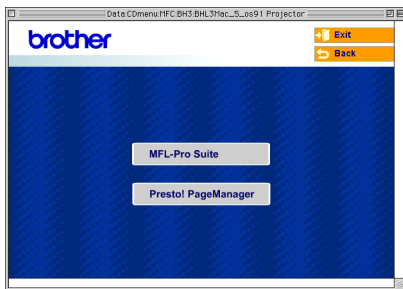 Data:CDmenu:MFC:BH3:BHL3Mac_5_os91 Projector
brother
Exit
Back
MFL-Pro Suite
Presto! PageManager